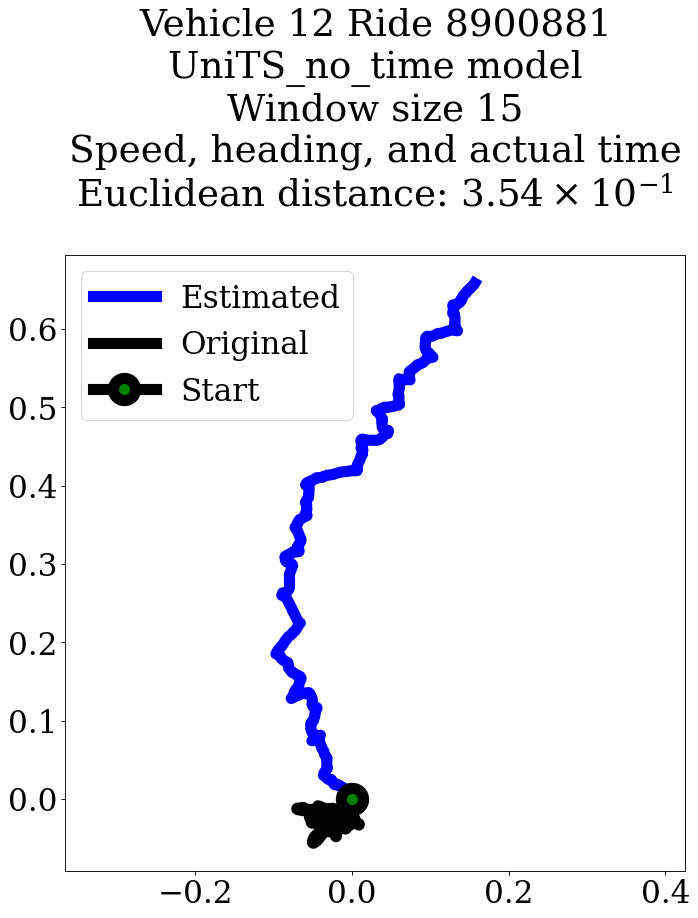 Vehicle 12 Ride 8900881
UniTS_no_time model
Window size 15
Speed, heading, and actual time
Euclidean distance: 3.54 × 10⁻¹
Estimated
Original
Start
0.6
0.5
0.4
0.3
0.2
0.1
0.0
−0.2 0.0 0.2 0.4